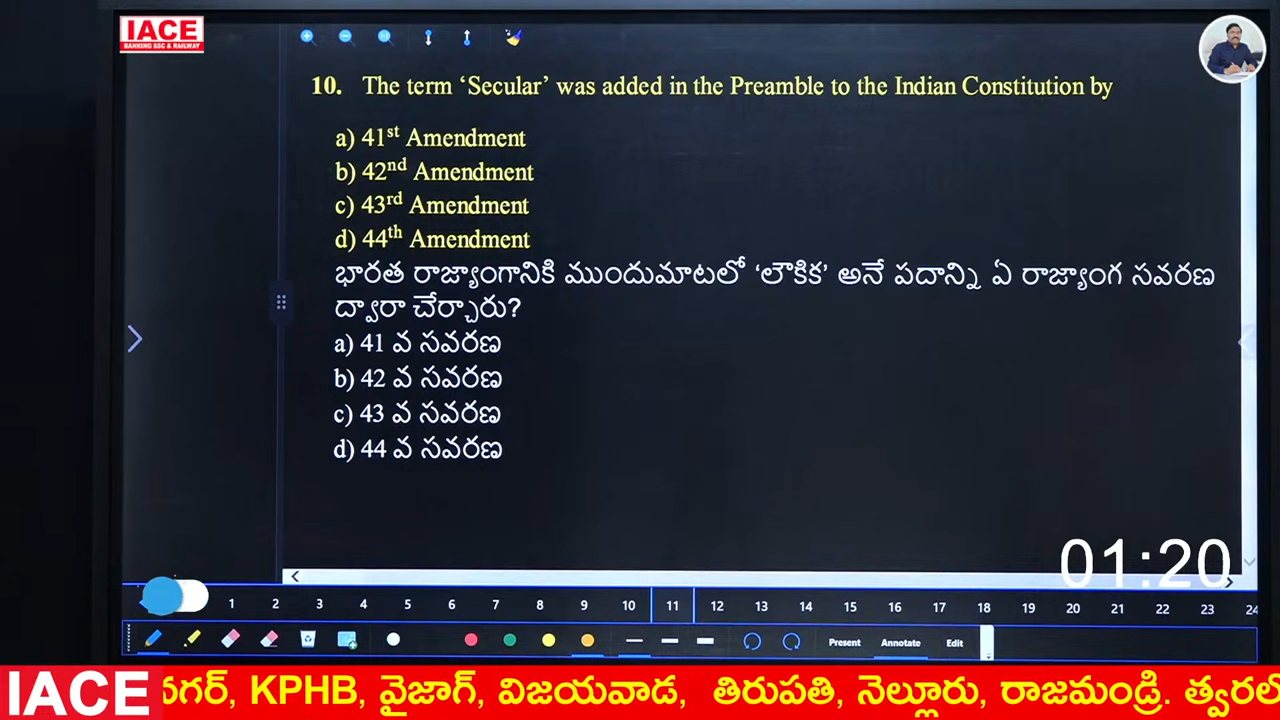 IACE
BANKING SSC & RAILWAY
10. The term ‘Secular’ was added in the Preamble to the Indian Constitution by
a) 41st Amendment
b) 42nd Amendment
c) 43rd Amendment
d) 44th Amendment
భారత రాజ్యాంగానికి ముందుమాటలో ‘లౌకిక’ అనే పదాన్ని ఏ రాజ్యాంగ సవరణ
ద్వారా చేర్చారు?
a) 41 వ సవరణ
b) 42 వ సవరణ
c) 43 వ సవరణ
d) 44 వ సవరణ
01:20
1 2 3 4 5 6 7 8 9 10 11 12 13 14 15 16 17 18 19 20 21 22 23 24
Present Annotate Edit
IACE KPHB, వైజాగ్, విజయవాడ, తిరుపతి, నెల్లూరు, రాజమండ్రి.